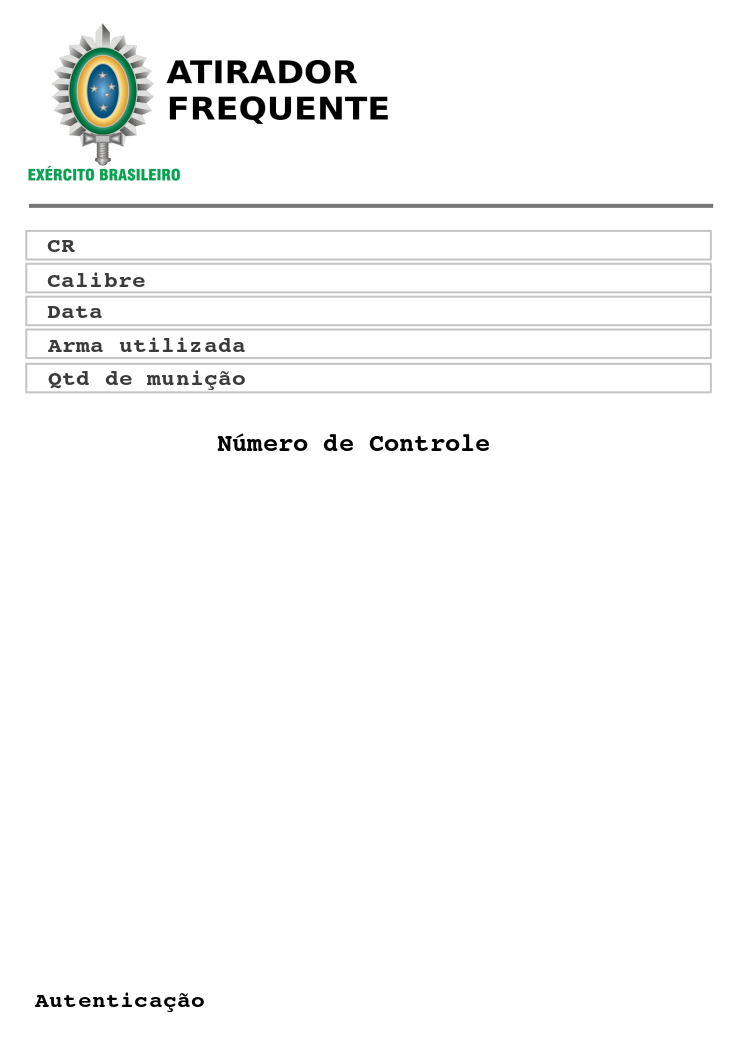 ATIRADOR
FREQUENTE
EXÉRCITO BRASILEIRO
CR
Calibre
Data
Arma utilizada
Qtd de munição
Número de Controle
Autenticação